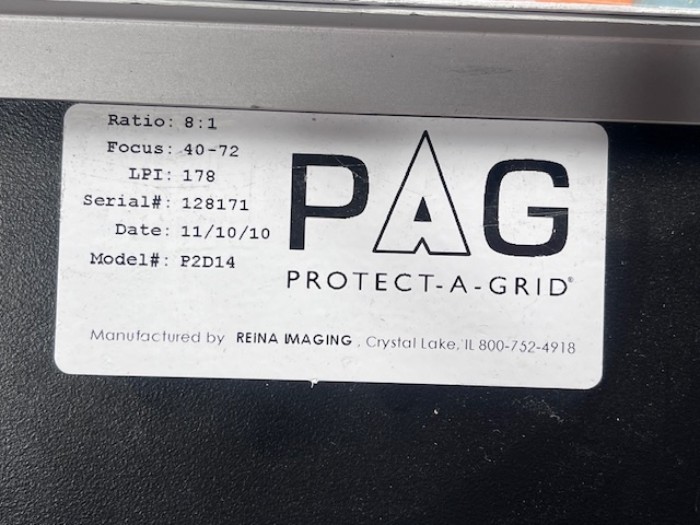 Ratio: 8:1
Focus: 40-72
LPI: 178
Serial#: 128171
Date: 11/10/10
Model#: P2D14
PAG
PROTECT-A-GRID®
Manufactured by REINA IMAGING, Crystal Lake, IL 800-752-4918